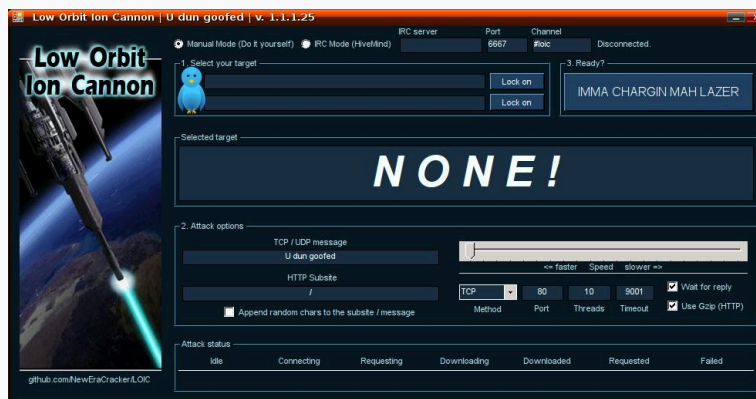 Low Orbit Ion Cannon | U dun goofed | v. 1.1.1.25
Low Orbit
Ion Cannon
github.com/NewEraCracker/LOIC
IRC server
Port
Channel
Manual Mode (Do it yourself)
IRC Mode (HiveMind)
6667
#loic
Disconnected.
1. Select your target
Lock on
Lock on
3. Ready?
IMMA CHARGIN MAH LAZER
Selected target
NONE!
2. Attack options
TCP / UDP message
U dun goofed
HTTP Subsite
/
Append random chars to the subsite / message
<= faster Speed slower =>
TCP
80
10
9001
Method
Port
Threads
Timeout
Wait for reply
Use Gzip (HTTP)
Attack status
Idle
Connecting
Requesting
Downloading
Downloaded
Requested
Failed